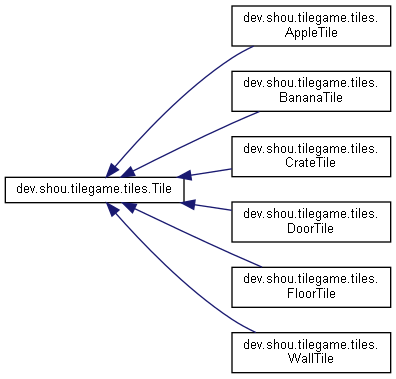 dev.shou.tilegame.tiles.
AppleTile
dev.shou.tilegame.tiles.
BananaTile
dev.shou.tilegame.tiles.
CrateTile
dev.shou.tilegame.tiles.Tile
dev.shou.tilegame.tiles.
DoorTile
dev.shou.tilegame.tiles.
FloorTile
dev.shou.tilegame.tiles.
WallTile